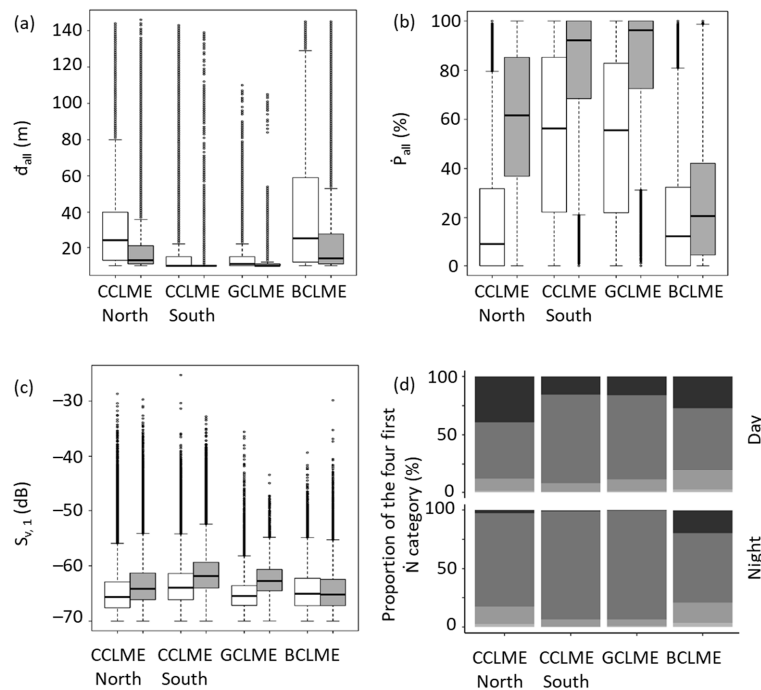 (a)
đall (m)
140
120
100
80
60
40
20
CCLME North
CCLME South
GCLME
BCLME
(b)
Ṗall (%)
100
80
60
40
20
0
CCLME North
CCLME South
GCLME
BCLME
(c)
Sv, 1 (dB)
−30
−40
−50
−60
−70
CCLME North
CCLME South
GCLME
BCLME
(d)
Proportion of the four first
Ṅ category (%)
100
50
0
Day
100
50
0
Night
CCLME North
CCLME South
GCLME
BCLME